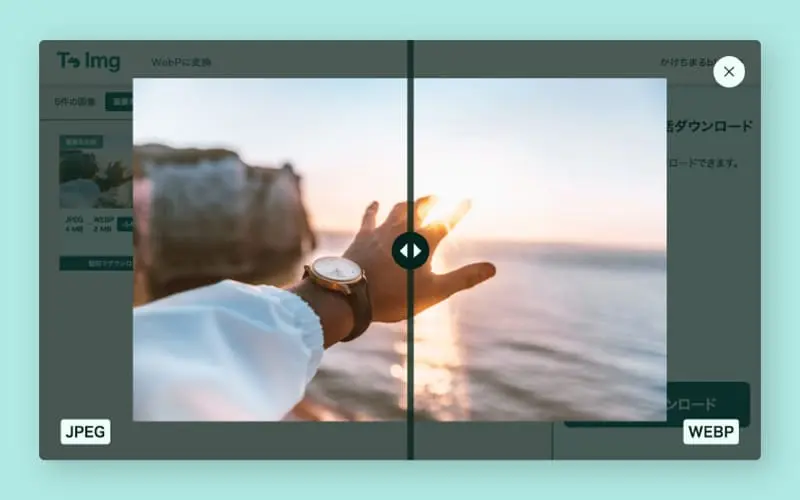 To Img
WebPに変換
かけちまる
5件の画像
括ダウンロード
ロードできます。
JPEG
WEBP
4 MB
2 MB
ンロード
JPEG
WEBP